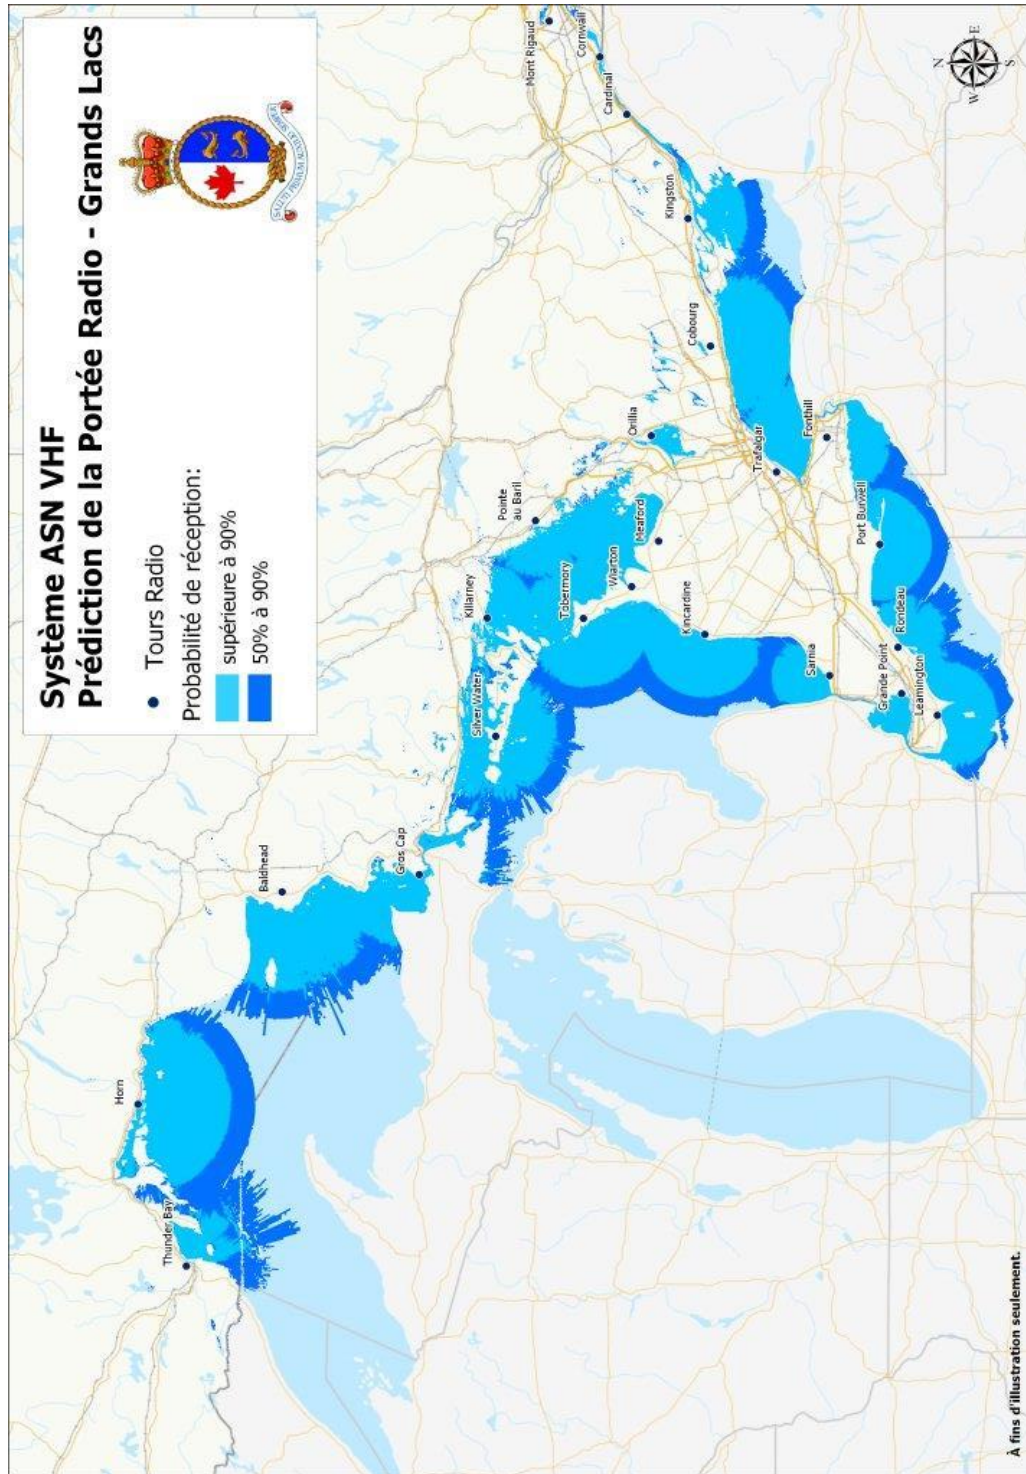 Système ASN VHF
Prédiction de la Portée Radio - Grands Lacs
Tours Radio
Probabilité de réception:
supérieure à 90%
50% à 90%
N
E
S
W
Mont Rigaud
Cornwall
Cardinal
Kingston
Cobourg
Orillia
Trafalgar
Fonthill
Pointe
au Baril
Meaford
Wiarton
Port Burwell
Killarney
Tobermory
Kincardine
Rondeau
Silver Water
Sarnia
Grande Point
Leamington
Baldhead
Gros Cap
Horn
Thunder Bay
À fins d'illustration seulement.